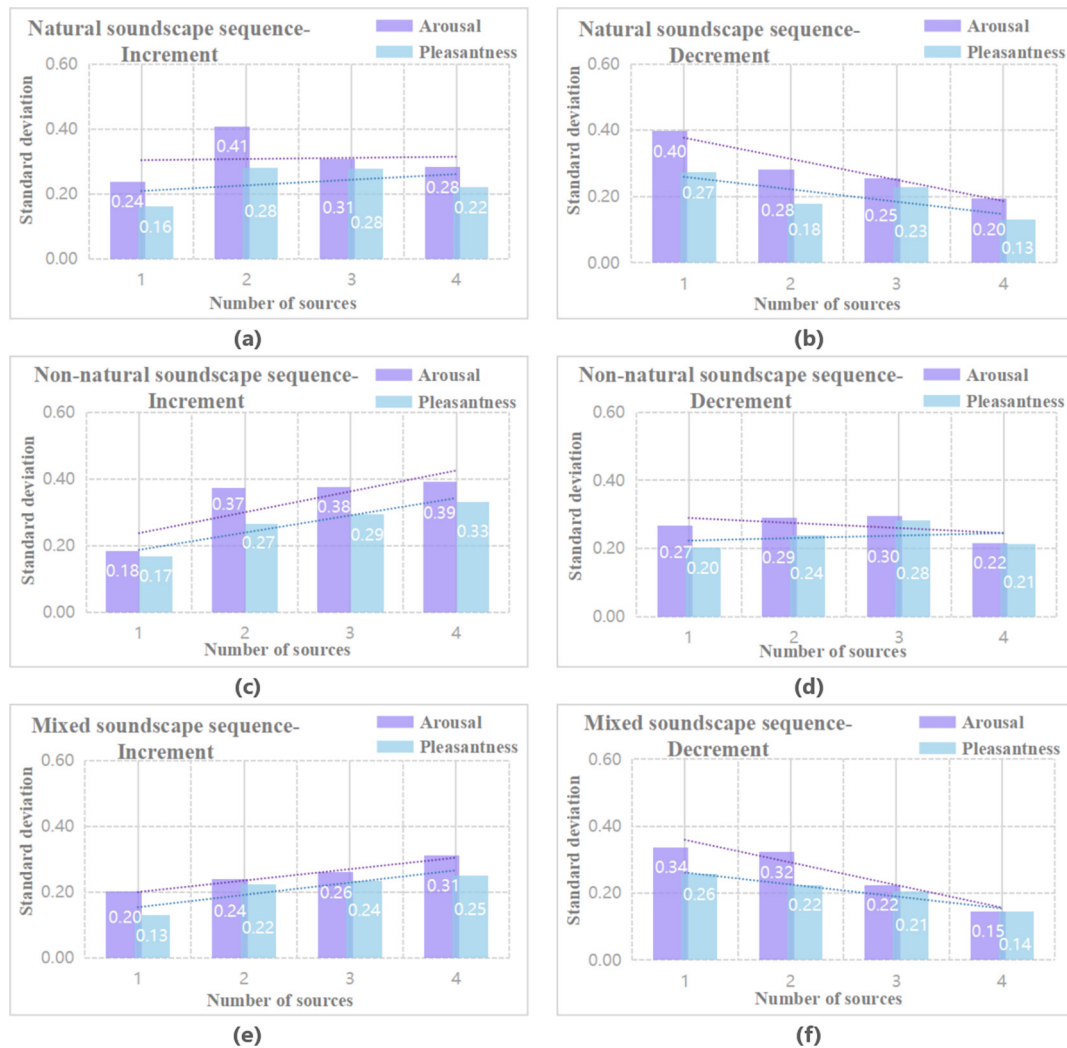 Natural soundscape sequence-
Increment
Arousal
Pleasantness
Standard deviation
0.60
0.40
0.20
0.00
0.24
0.16
0.41
0.28
0.31
0.28
0.28
0.22
1 2 3 4
Number of sources
(a)
Natural soundscape sequence-
Decrement
Arousal
Pleasantness
Standard deviation
0.60
0.40
0.20
0.00
0.40
0.27
0.28
0.18
0.25
0.23
0.20
0.13
1 2 3 4
Number of sources
(b)
Non-natural soundscape sequence-
Increment
Arousal
Pleasantness
Standard deviation
0.60
0.40
0.20
0.00
0.18
0.17
0.37
0.27
0.38
0.29
0.39
0.33
1 2 3 4
Number of sources
(c)
Non-natural soundscape sequence-
Decrement
Arousal
Pleasantness
Standard deviation
0.60
0.40
0.20
0.00
0.27
0.20
0.29
0.24
0.30
0.28
0.22
0.21
1 2 3 4
Number of sources
(d)
Mixed soundscape sequence-
Increment
Arousal
Pleasantness
Standard deviation
0.60
0.40
0.20
0.00
0.20
0.13
0.24
0.22
0.26
0.24
0.31
0.25
1 2 3 4
Number of sources
(e)
Mixed soundscape sequence-
Decrement
Arousal
Pleasantness
Standard deviation
0.60
0.40
0.20
0.00
0.34
0.26
0.32
0.22
0.22
0.21
0.15
0.14
1 2 3 4
Number of sources
(f)